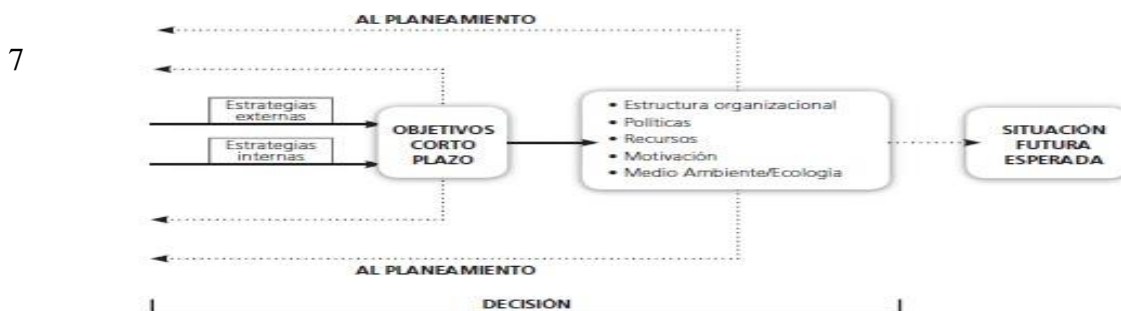 AL PLANEAMIENTO
7
Estrategias
externas
Estrategias
internas
OBJETIVOS
CORTO
PLAZO
• Estructura organizacional
• Políticas
• Recursos
• Motivación
• Medio Ambiente/Ecología
SITUACIÓN
FUTURA
ESPERADA
AL PLANEAMIENTO
DECISIÓN